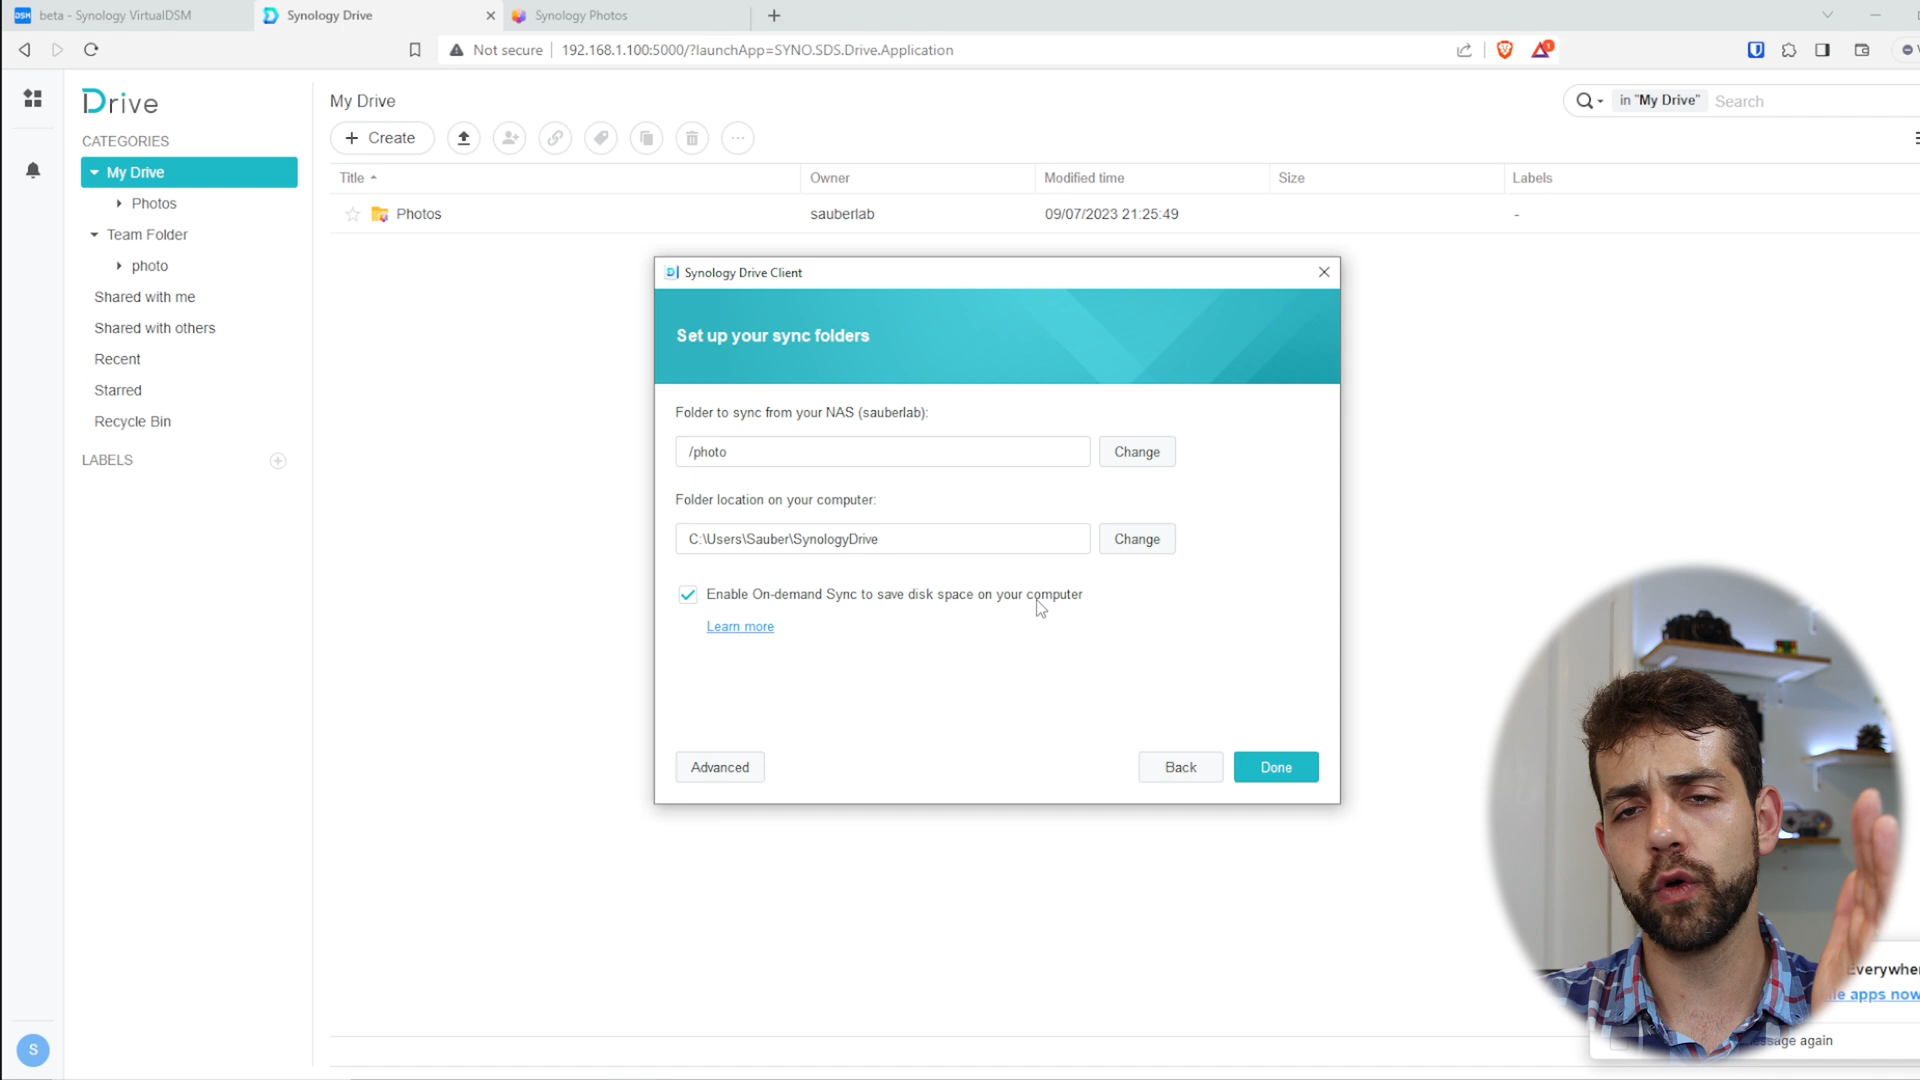 beta - Synology VirtualDSM
Synology Drive
Synology Photos
Not secure
192.168.1.100:5000/?launchApp=SYNO.SDS.Drive.Application
1
Drive
CATEGORIES
My Drive
Photos
Team Folder
photo
Shared with me
Shared with others
Recent
Starred
Recycle Bin
LABELS
S
My Drive
in "My Drive"
Search
Create
Title
Owner
Modified time
Size
Labels
Photos
sauberlab
09/07/2023 21:25:49
-
Synology Drive Client
Set up your sync folders
Folder to sync from your NAS (sauberlab):
/photo
Change
Folder location on your computer:
C:\Users\Sauber\SynologyDrive
Change
Enable On-demand Sync to save disk space on your computer
Learn more
Advanced
Back
Done
apps now
again